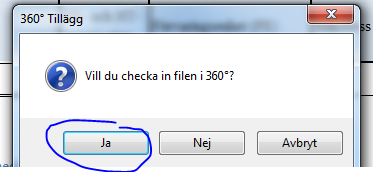 360° Tillägg
Vill du checka in filen i 360°?
Ja
Nej
Avbryt